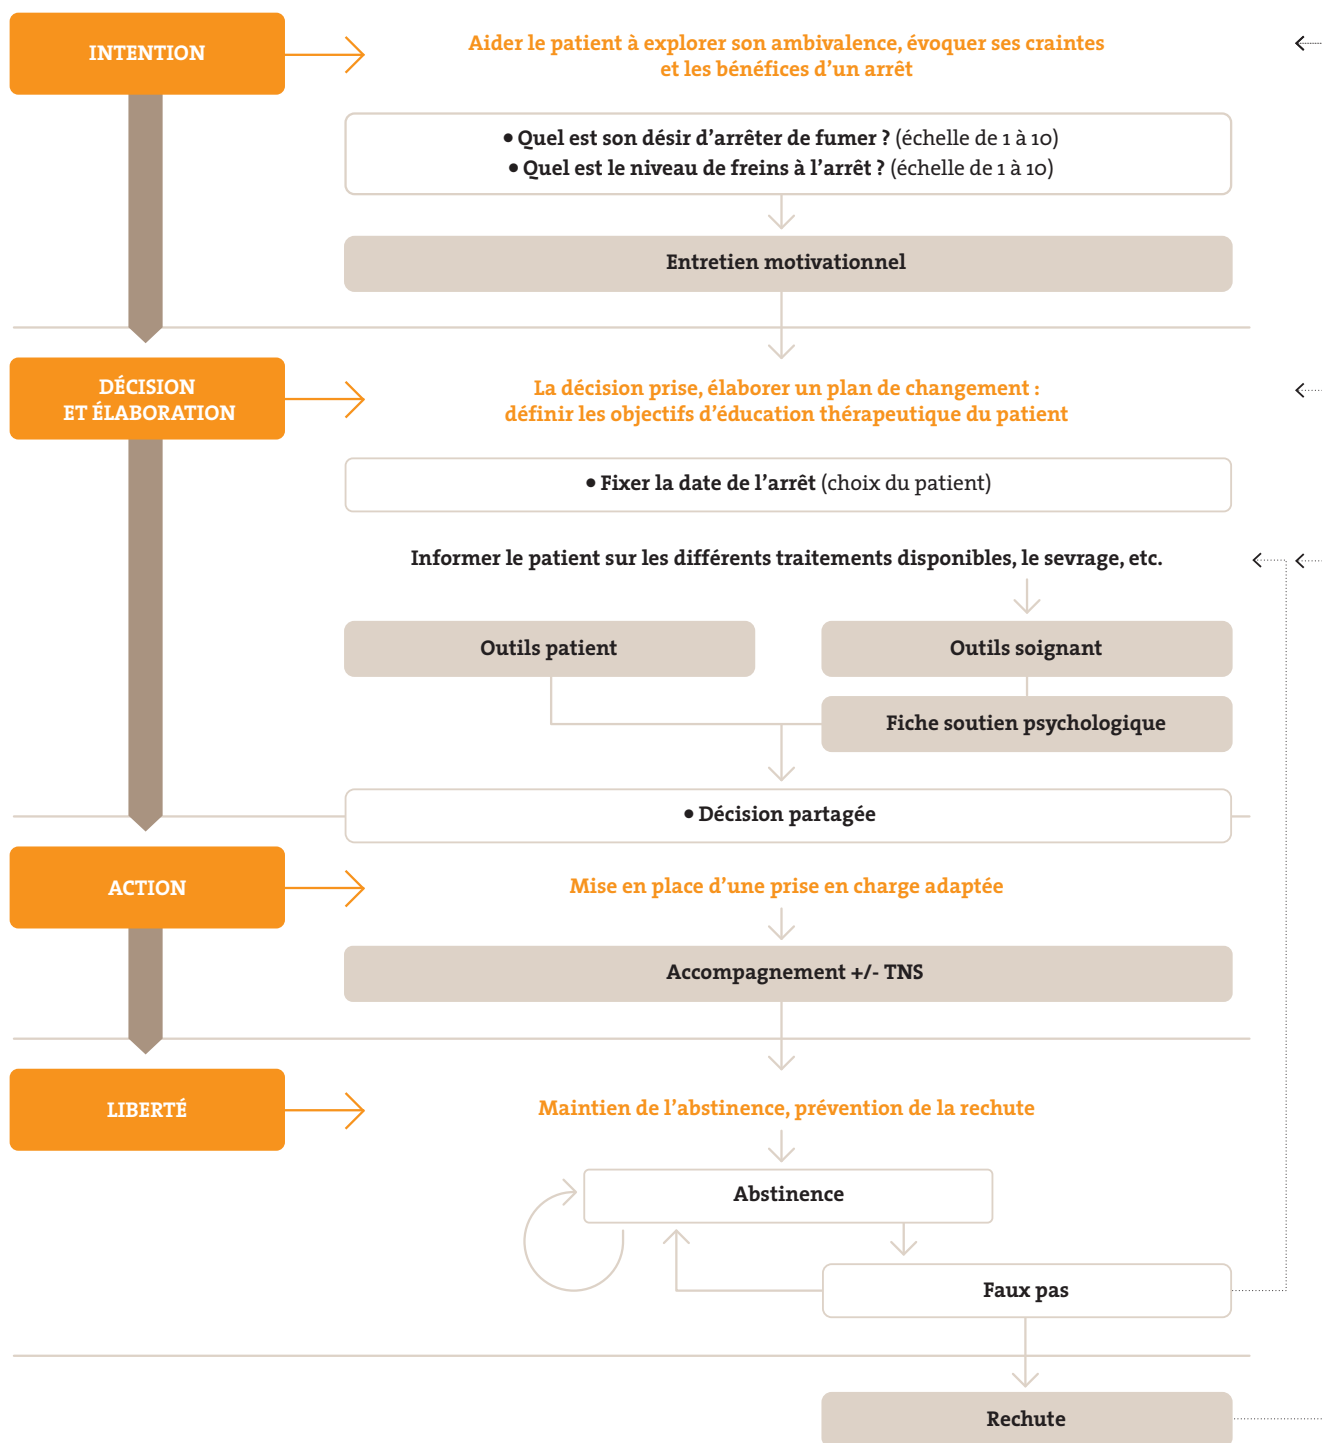 INTENTION
Aider le patient à explorer son ambivalence, évoquer ses craintes
et les bénéfices d’un arrêt
• Quel est son désir d’arrêter de fumer ? (échelle de 1 à 10)
• Quel est le niveau de freins à l’arrêt ? (échelle de 1 à 10)
Entretien motivationnel
DÉCISION
ET ÉLABORATION
La décision prise, élaborer un plan de changement :
définir les objectifs d’éducation thérapeutique du patient
• Fixer la date de l’arrêt (choix du patient)
Informer le patient sur les différents traitements disponibles, le sevrage, etc.
Outils patient
Outils soignant
Fiche soutien psychologique
• Décision partagée
ACTION
Mise en place d’une prise en charge adaptée
Accompagnement +/- TNS
LIBERTÉ
Maintien de l’abstinence, prévention de la rechute
Abstinence
Faux pas
Rechute